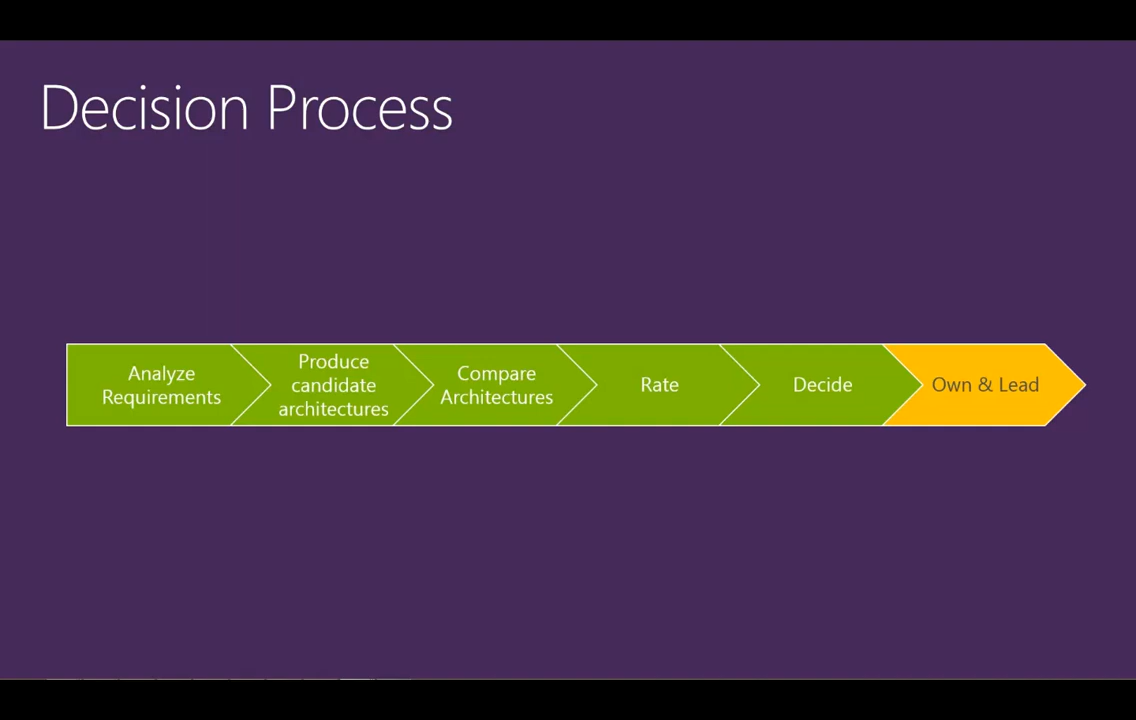 Decision Process
Analyze
Requirements
Produce
candidate
architectures
Compare
Architectures
Rate
Decide
Own & Lead